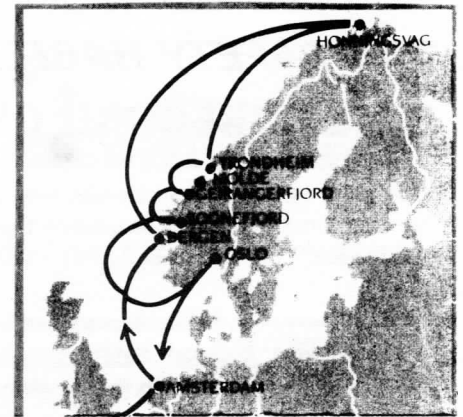 HONNINGSVAG
TRONDHEIM
MOLDE
GEIRANGERFJORD
SOGNEFJORD
BERGEN
OSLO
AMSTERDAM